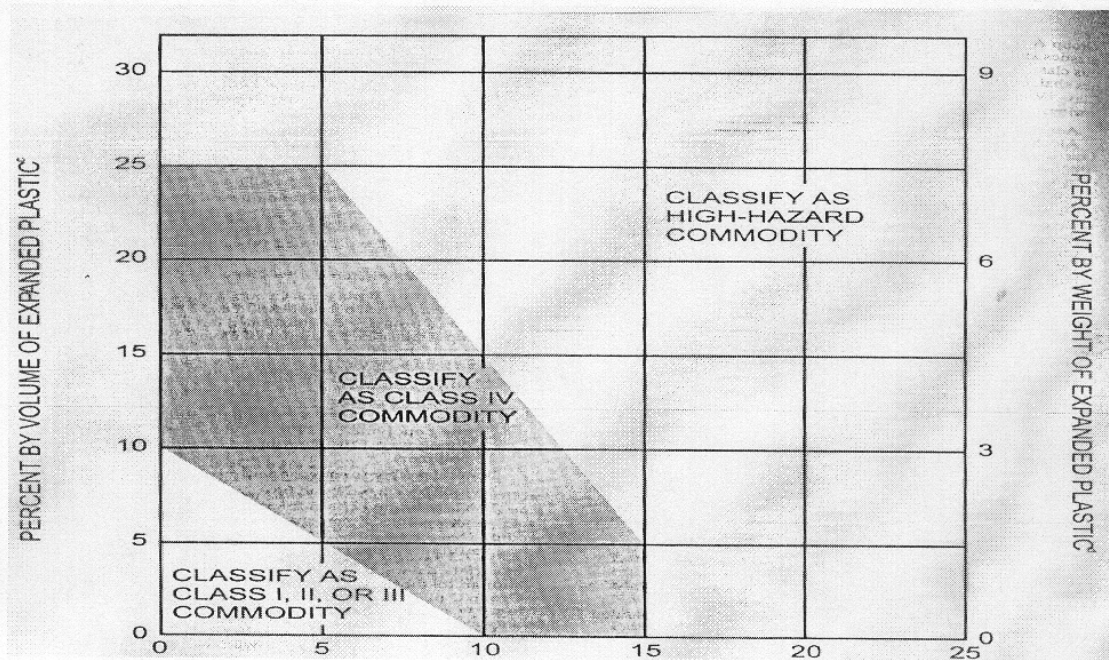 30
25
20
15
10
5
0
PERCENT BY VOLUME OF EXPANDED PLASTICᶜ
CLASSIFY AS
HIGH-HAZARD
COMMODITY
CLASSIFY
AS CLASS IV
COMMODITY
CLASSIFY AS
CLASS I, II, OR III
COMMODITY
9
6
3
0
PERCENT BY WEIGHT OF EXPANDED PLASTIC
0 5 10 15 20 25